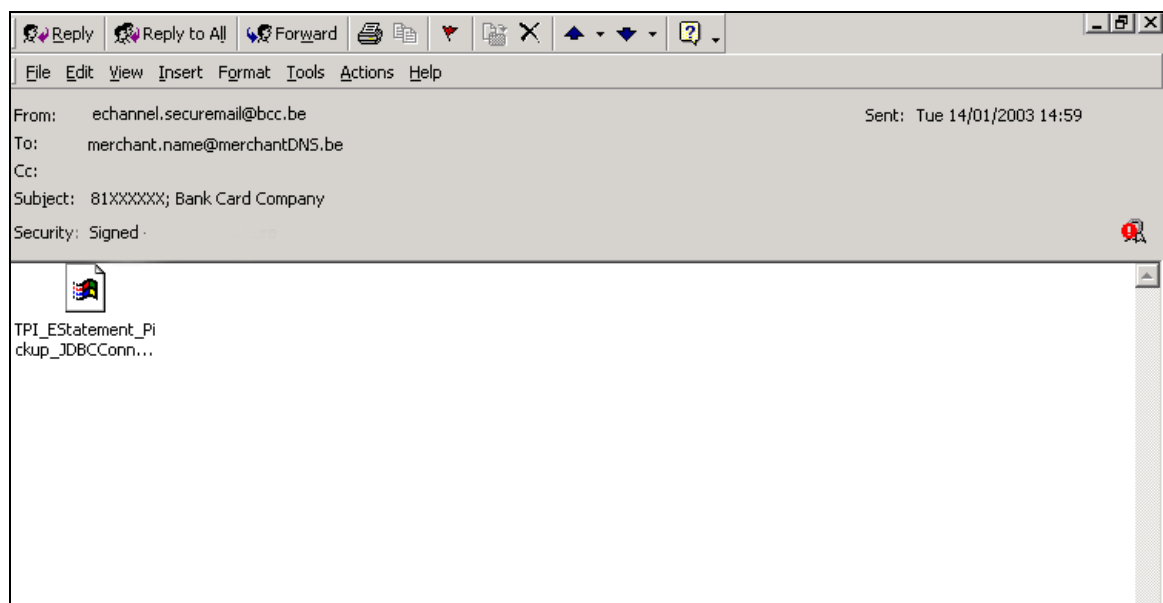 Reply Reply to All Forward
File Edit View Insert Format Tools Actions Help
From: echannel.securemail@bcc.be Sent: Tue 14/01/2003 14:59
To: merchant.name@merchantDNS.be
Cc:
Subject: 81XXXXXX; Bank Card Company
Security: Signed
TPI_EStatement_Pi
ckup_JDBCConn...